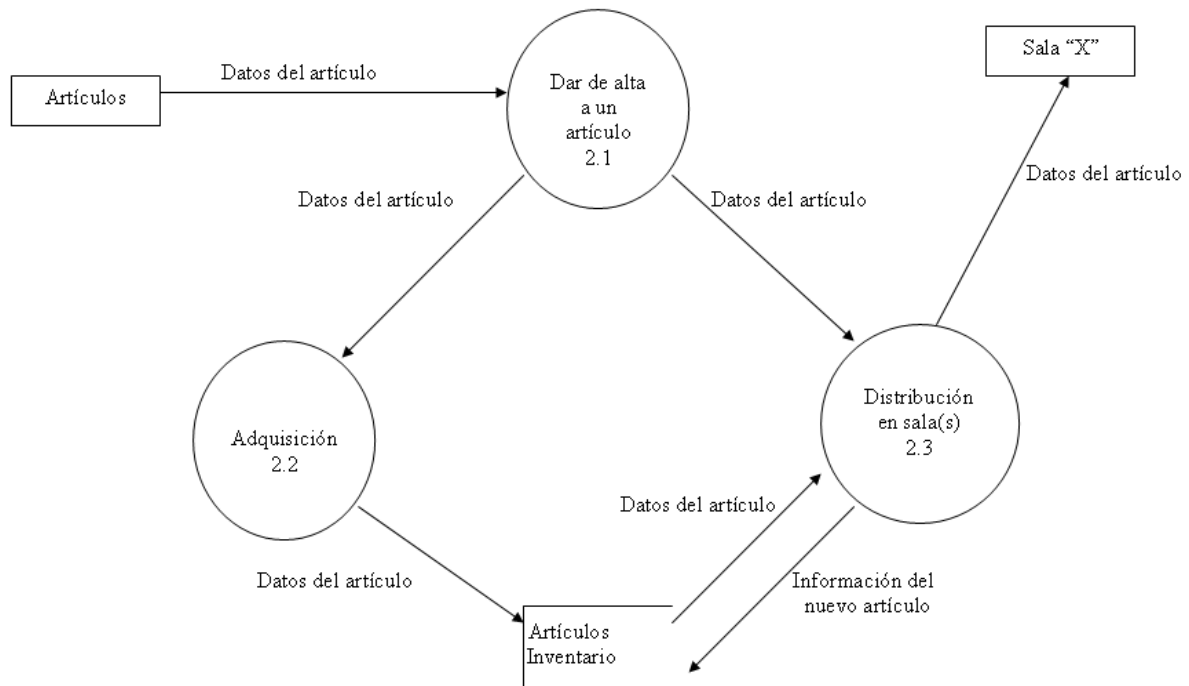 Sala “X”
Datos del artículo
Artículos
Dar de alta
a un
artículo
2.1
Datos del artículo
Datos del artículo
Datos del artículo
Adquisición
2.2
Distribución
en sala(s)
2.3
Datos del artículo
Datos del artículo
Información del
nuevo artículo
Artículos
Inventario